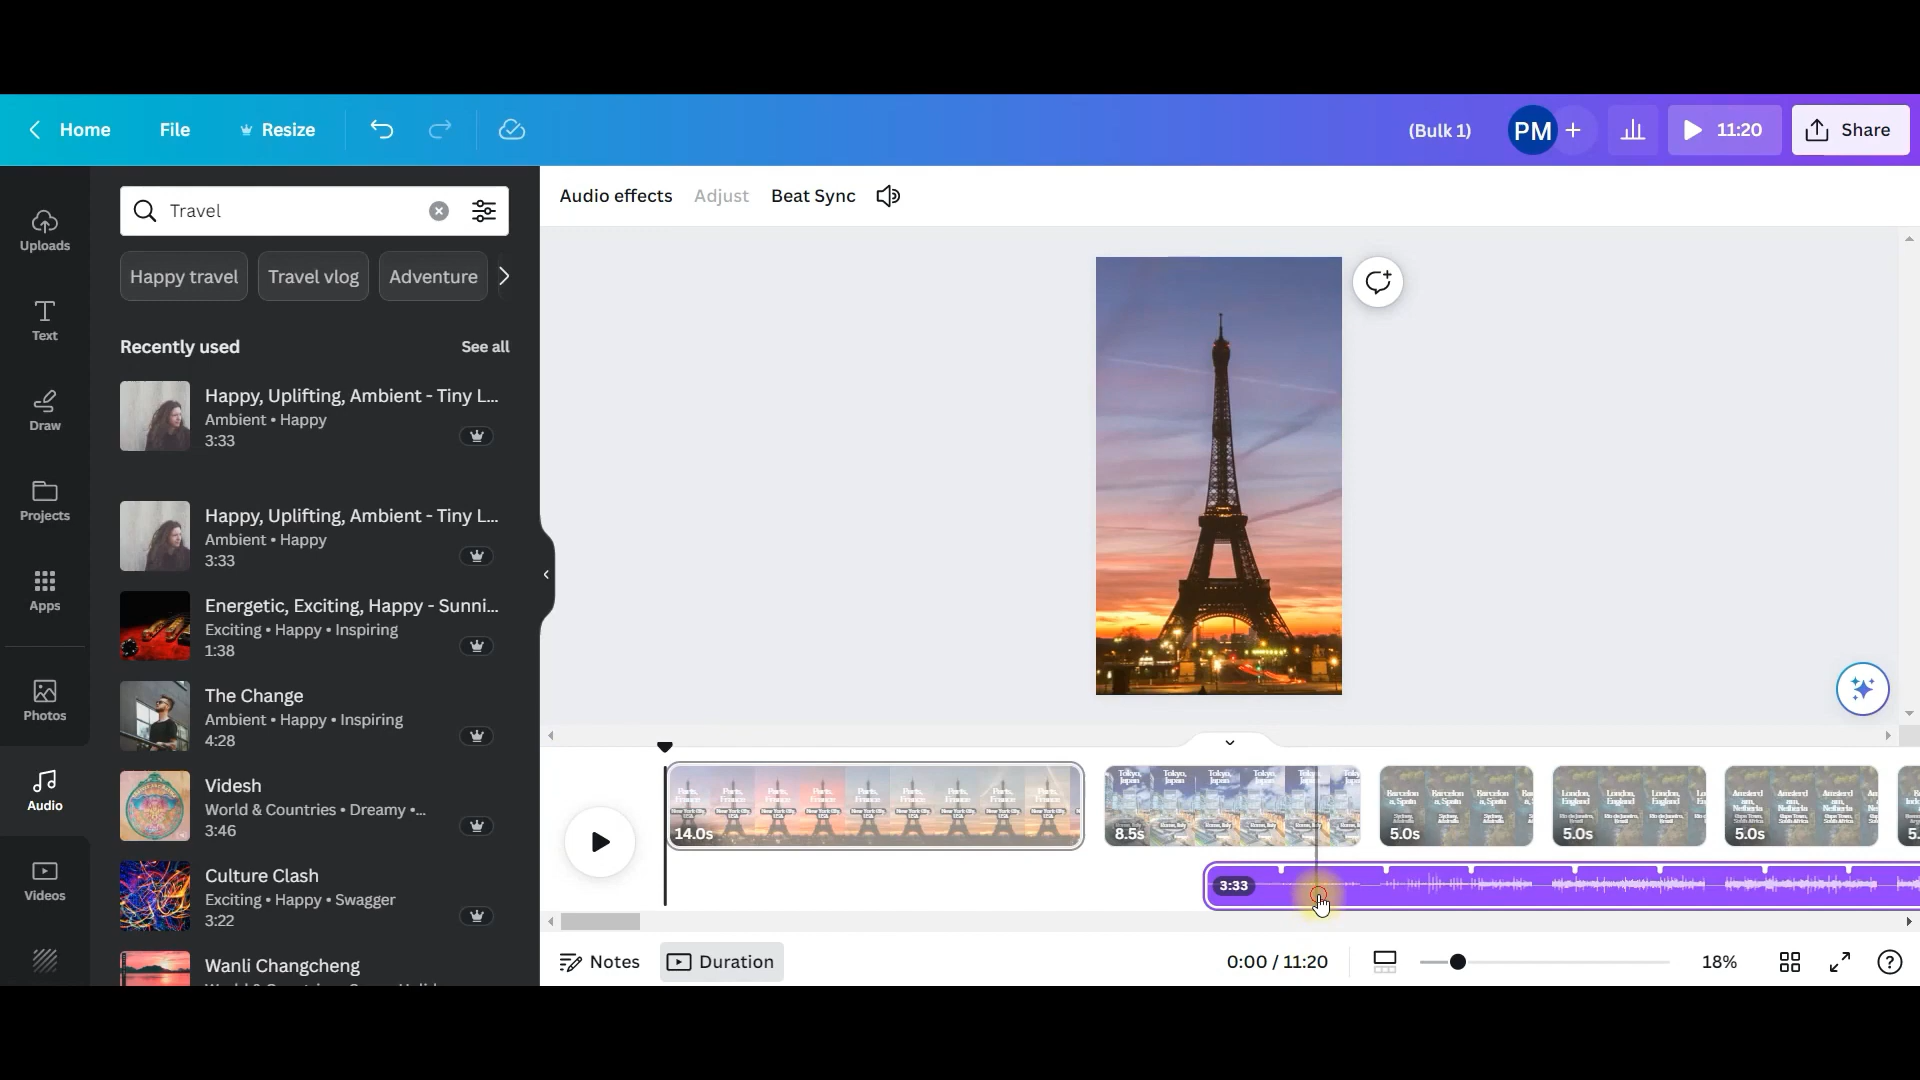 Home
File
Resize
(Bulk 1)
PM
+
11:20
Share
Uploads
Text
Draw
Projects
Apps
Photos
Audio
Videos
Travel
Happy travel
Travel vlog
Adventure
Recently used
See all
Happy, Uplifting, Ambient - Tiny L...
Ambient • Happy
3:33
Happy, Uplifting, Ambient - Tiny L...
Ambient • Happy
3:33
Energetic, Exciting, Happy - Sunni...
Exciting • Happy • Inspiring
1:38
The Change
Ambient • Happy • Inspiring
4:28
Videsh
World & Countries • Dreamy •...
3:46
Culture Clash
Exciting • Happy • Swagger
3:22
Wanli Changcheng
Audio effects
Adjust
Beat Sync
14.0s
8.5s
5.0s
5.0s
5.0s
5.
3:33
Notes
Duration
0:00 / 11:20
18%